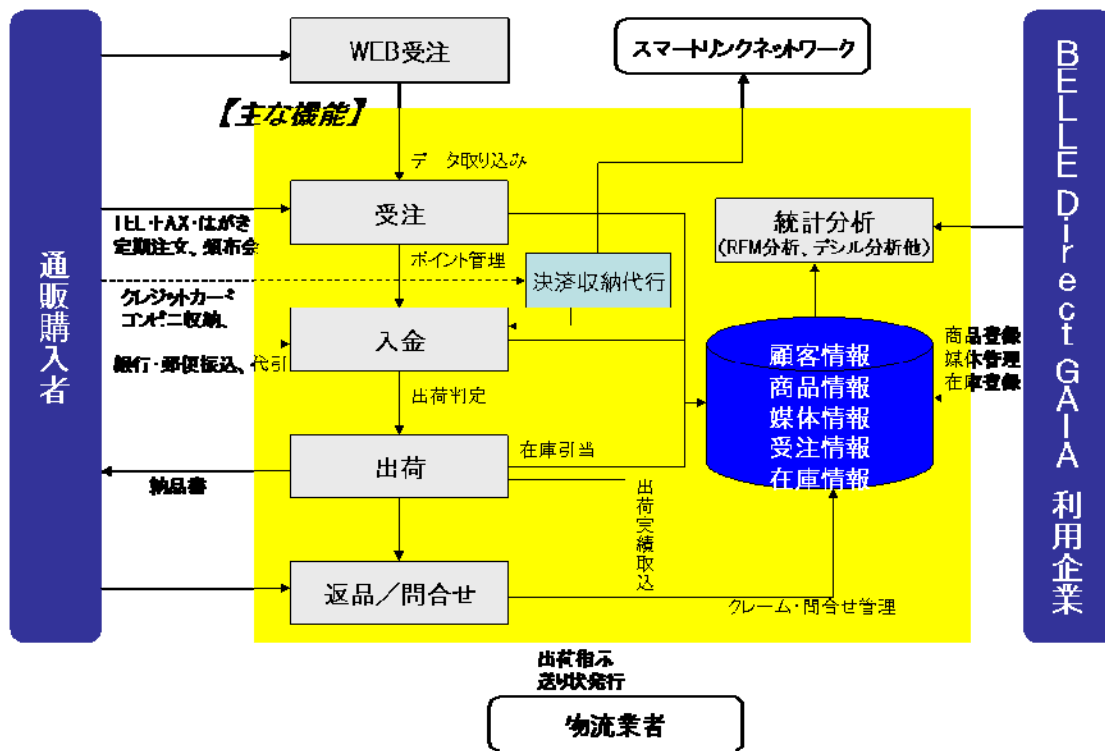 WEB受注
スマートリンクネットワーク
【主な機能】
データ取り込み
受注
TEL・FAX・はがき
定期注文、頒布会
ポイント管理
統計分析
(RFM分析、デシル分析他)
決済収納代行
クレジットカード
コンビニ収納、
入金
銀行・郵便振込、代引
出荷判定
顧客情報
商品情報
媒体情報
受注情報
在庫情報
商品登録
媒体管理
在庫登録
在庫引当
出荷
納品書
出荷実績取込
返品／問合せ
クレーム・問合せ管理
出荷指示
送り状発行
物流業者
通販購入者
BELLE Direct GAIA 利用企業